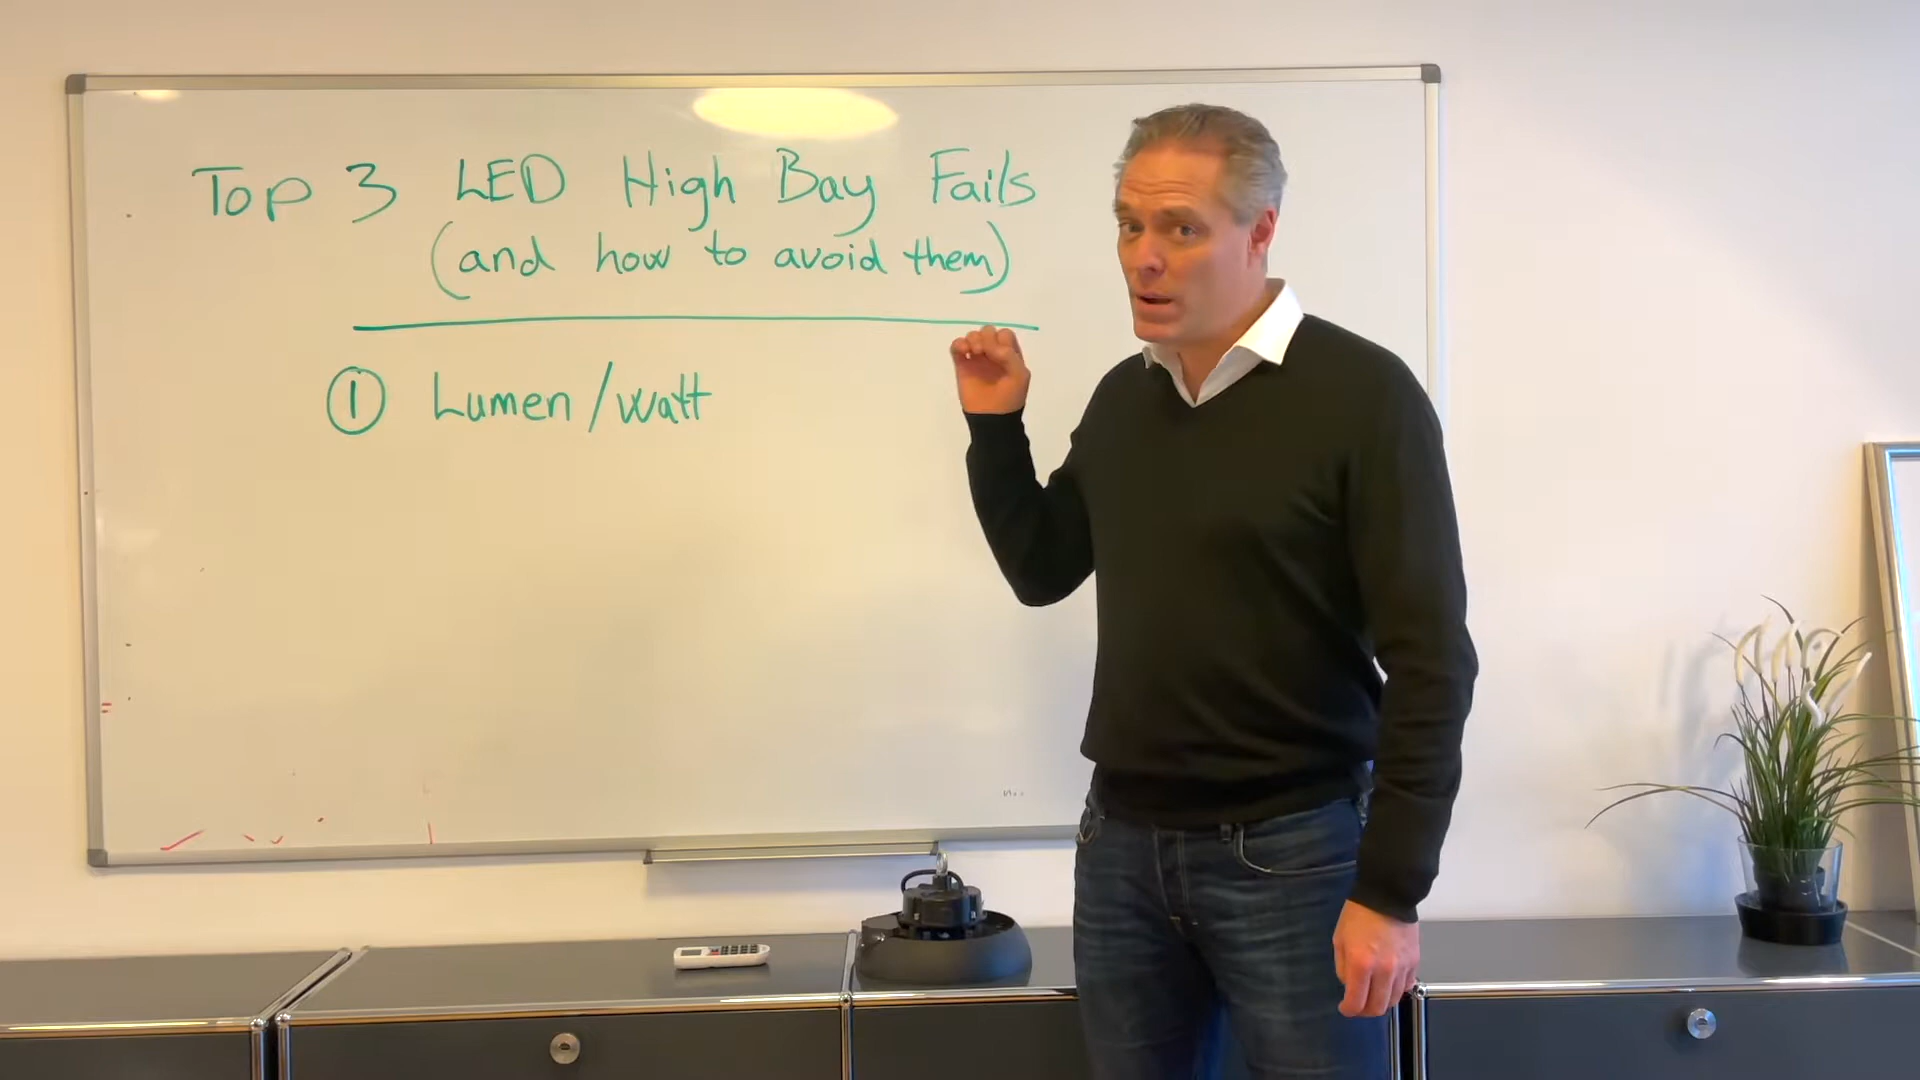 Top 3 LED High Bay Fails
(and how to avoid them)
① Lumen/watt